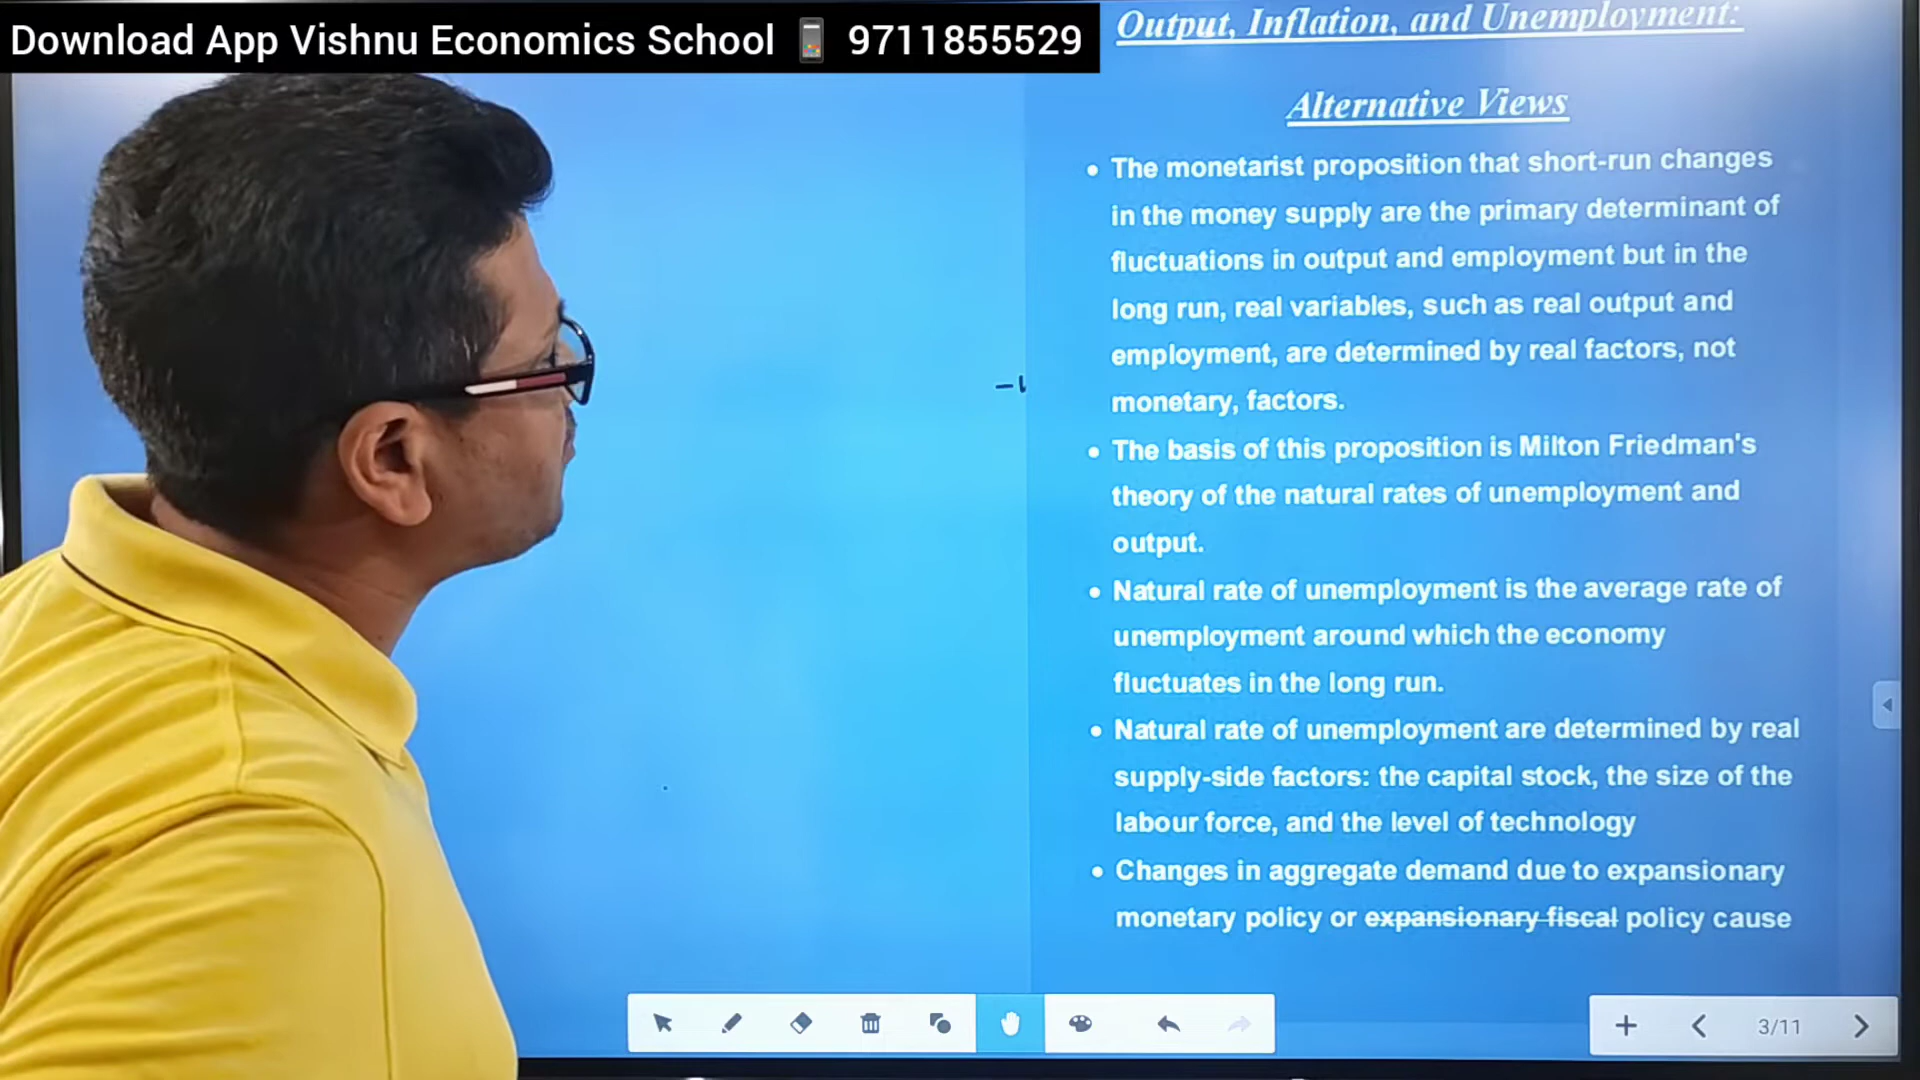 Download App Vishnu Economics School 📱 9711855529
Output, Inflation, and Unemployment:
Alternative Views
• The monetarist proposition that short-run changes
in the money supply are the primary determinant of
fluctuations in output and employment but in the
long run, real variables, such as real output and
employment, are determined by real factors, not
monetary, factors.
• The basis of this proposition is Milton Friedman's
theory of the natural rates of unemployment and
output.
• Natural rate of unemployment is the average rate of
unemployment around which the economy
fluctuates in the long run.
• Natural rate of unemployment are determined by real
supply-side factors: the capital stock, the size of the
labour force, and the level of technology
• Changes in aggregate demand due to expansionary
monetary policy or expansionary fiscal policy cause
3/11